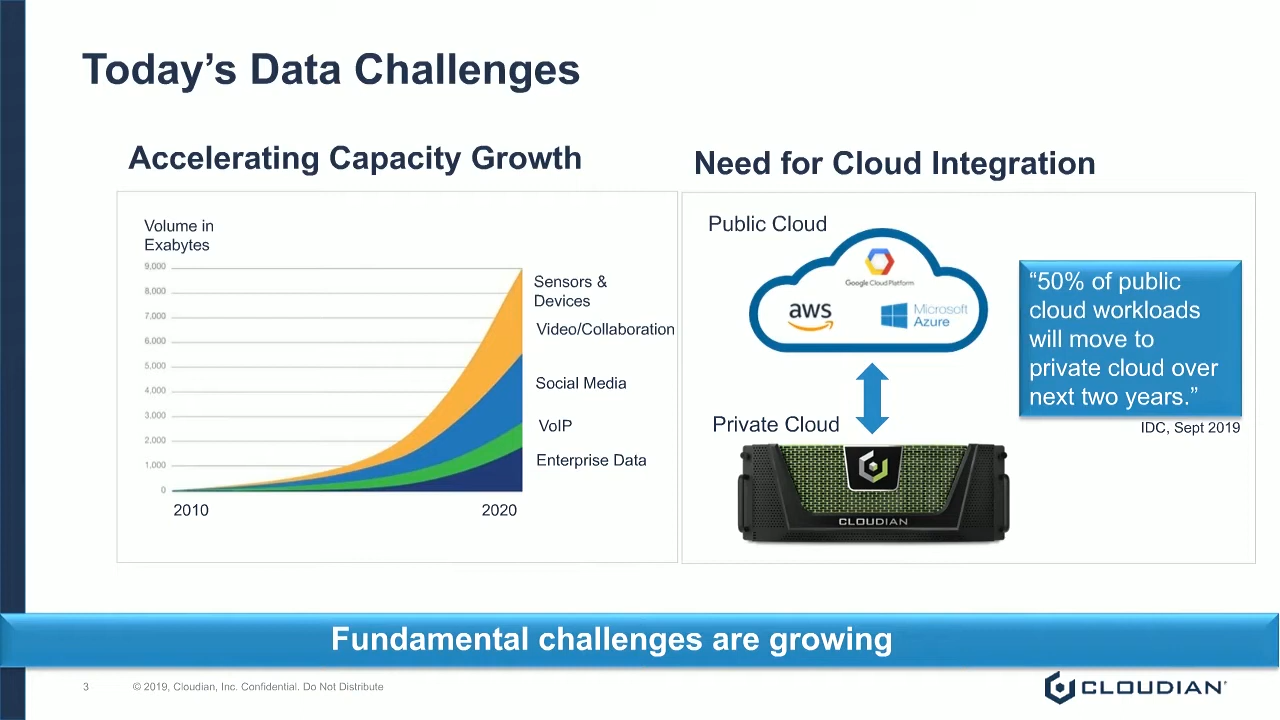 Today’s Data Challenges
Accelerating Capacity Growth
Volume in
Exabytes
9,000
8,000
7,000
6,000
5,000
4,000
3,000
2,000
1,000
0
2010
2020
Sensors &
Devices
Video/Collaboration
Social Media
VoIP
Enterprise Data
Need for Cloud Integration
Public Cloud
Google Cloud Platform
aws
Microsoft
Azure
Private Cloud
CLOUDIAN
“50% of public
cloud workloads
will move to
private cloud over
next two years.”
IDC, Sept 2019
Fundamental challenges are growing
3
© 2019, Cloudian, Inc. Confidential. Do Not Distribute
CLOUDIAN